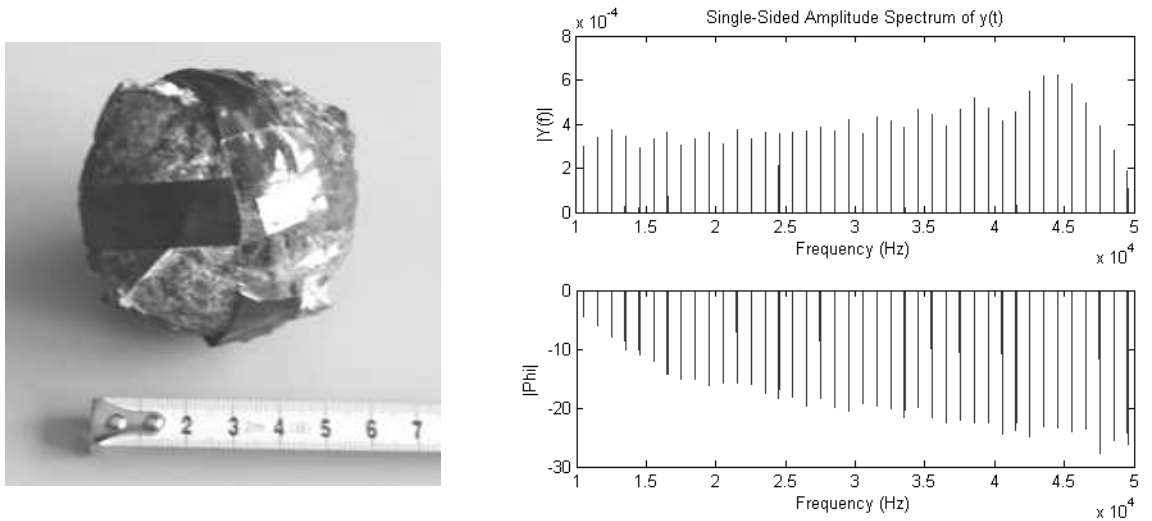 2 3 4 5 6 7
2m
x 10^-4
Single-Sided Amplitude Spectrum of y(t)
8
6
4
2
0
|Y(f)|
1 1.5 2 2.5 3 3.5 4 4.5 5
Frequency (Hz)
x 10^4
0
-10
-20
-30
|Phi|
1 1.5 2 2.5 3 3.5 4 4.5 5
Frequency (Hz)
x 10^4